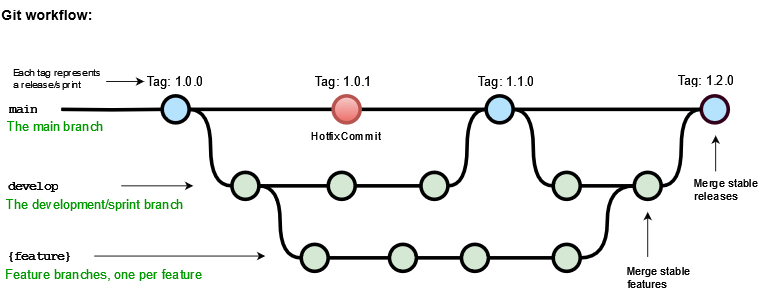 Git workflow:
Each tag represents
a release/sprint
Tag: 1.0.0
Tag: 1.0.1
Tag: 1.1.0
Tag: 1.2.0
main
The main branch
HotfixCommit
develop
The development/sprint branch
Merge stable
releases
{feature}
Feature branches, one per feature
Merge stable
features